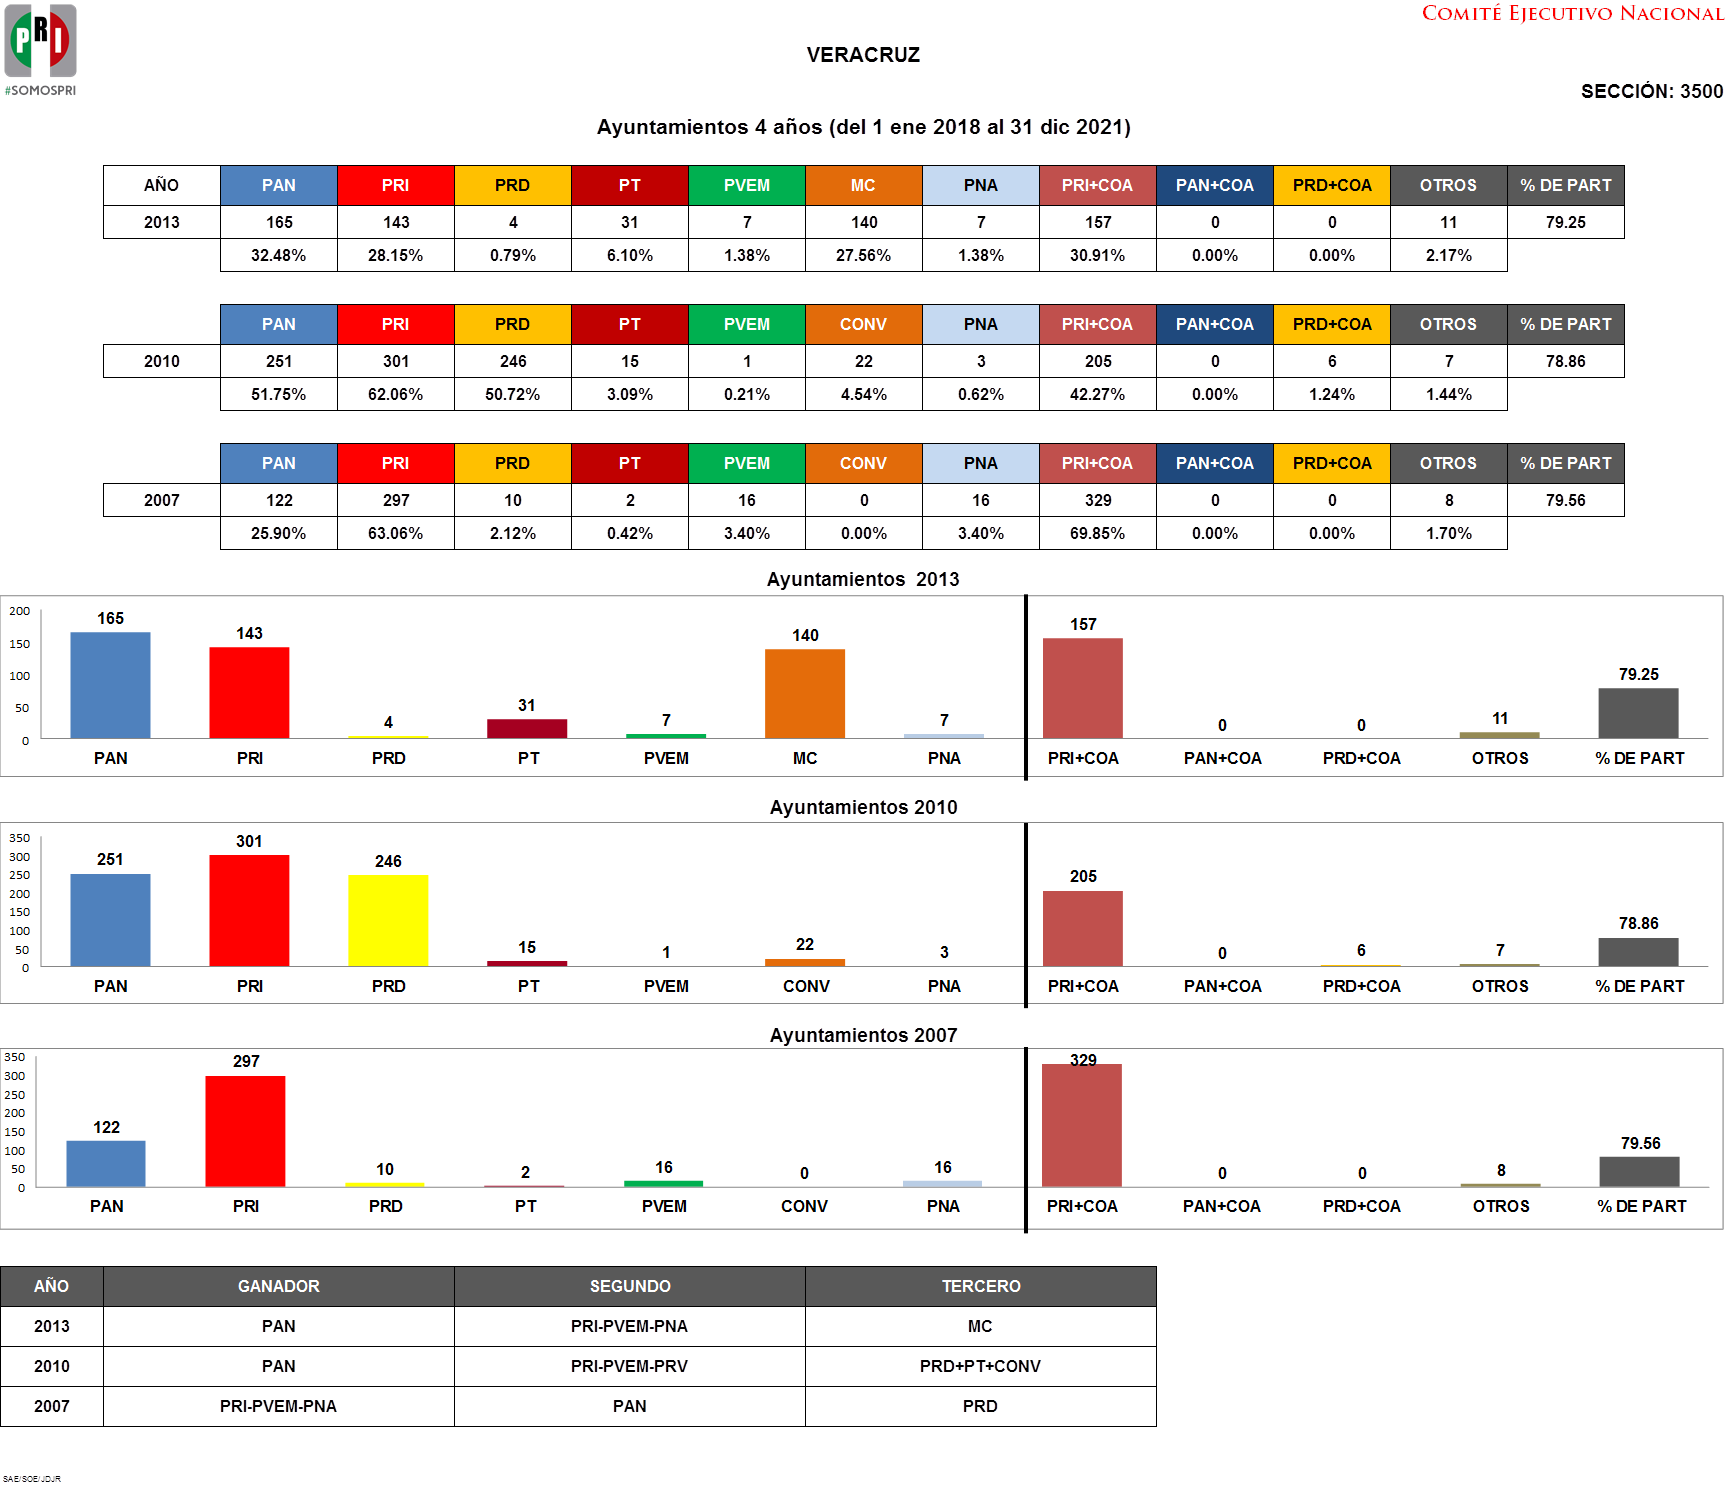 PRI
#SOMOSPRI
COMITÉ EJECUTIVO NACIONAL
VERACRUZ
SECCIÓN: 3500
Ayuntamientos 4 años (del 1 ene 2018 al 31 dic 2021)
AÑO PAN PRI PRD PT PVEM MC PNA PRI+COA PAN+COA PRD+COA OTROS % DE PART
2013 165 143 4 31 7 140 7 157 0 0 11 79.25
32.48% 28.15% 0.79% 6.10% 1.38% 27.56% 1.38% 30.91% 0.00% 0.00% 2.17%
PAN PRI PRD PT PVEM CONV PNA PRI+COA PAN+COA PRD+COA OTROS % DE PART
2010 251 301 246 15 1 22 3 205 0 6 7 78.86
51.75% 62.06% 50.72% 3.09% 0.21% 4.54% 0.62% 42.27% 0.00% 1.24% 1.44%
PAN PRI PRD PT PVEM CONV PNA PRI+COA PAN+COA PRD+COA OTROS % DE PART
2007 122 297 10 2 16 0 16 329 0 0 8 79.56
25.90% 63.06% 2.12% 0.42% 3.40% 0.00% 3.40% 69.85% 0.00% 0.00% 1.70%
Ayuntamientos 2013
200
150
100
50
0
165 143 4 31 7 140 7 157 0 0 11 79.25
PAN PRI PRD PT PVEM MC PNA PRI+COA PAN+COA PRD+COA OTROS % DE PART
Ayuntamientos 2010
350
300
250
200
150
100
50
0
251 301 246 15 1 22 3 205 0 6 7 78.86
PAN PRI PRD PT PVEM CONV PNA PRI+COA PAN+COA PRD+COA OTROS % DE PART
Ayuntamientos 2007
350
300
250
200
150
100
50
0
122 297 10 2 16 0 16 329 0 0 8 79.56
PAN PRI PRD PT PVEM CONV PNA PRI+COA PAN+COA PRD+COA OTROS % DE PART
AÑO GANADOR SEGUNDO TERCERO
2013 PAN PRI-PVEM-PNA MC
2010 PAN PRI-PVEM-PRV PRD+PT+CONV
2007 PRI-PVEM-PNA PAN PRD
SAE/SOE/JDJR